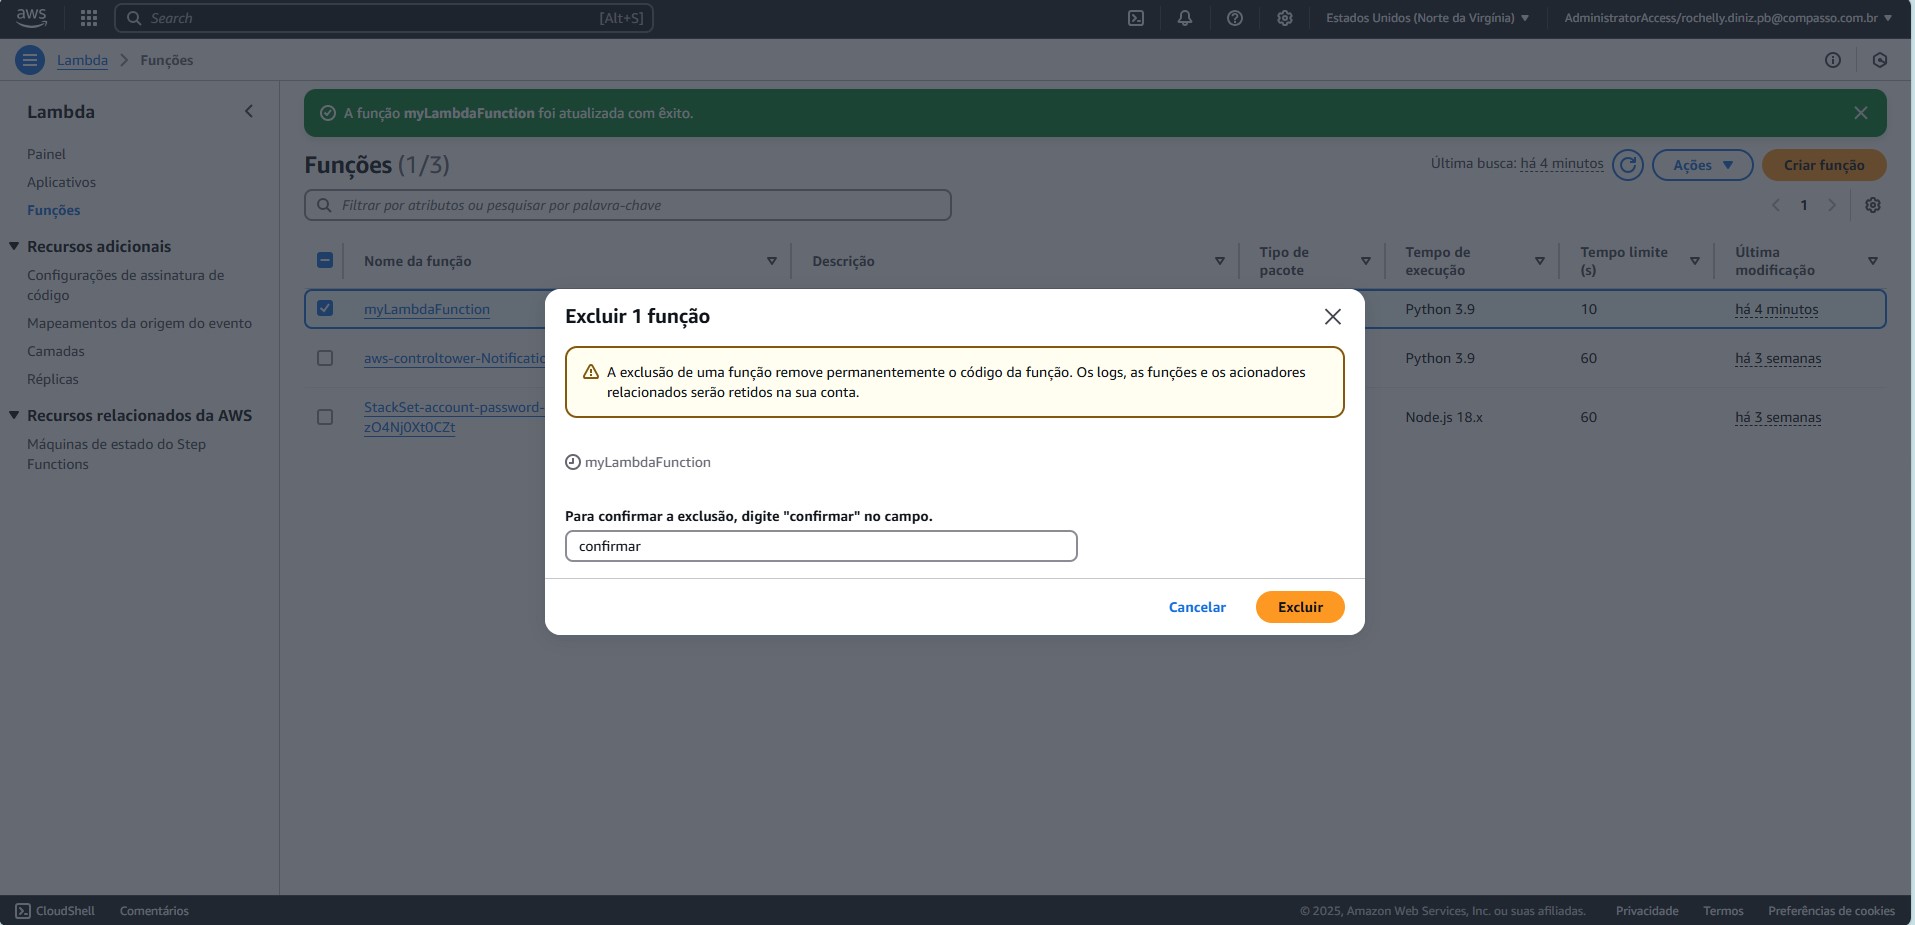 aws
Search
[Alt+S]
Estados Unidos (Norte da Virgínia)
AdministratorAccess/rochelly.diniz.pb@compasso.com.br
Lambda
Funções
Lambda
Painel
Aplicativos
Funções
Recursos adicionais
Configurações de assinatura de
código
Mapeamentos da origem do evento
Camadas
Réplicas
Recursos relacionados da AWS
Máquinas de estado do Step
Functions
A função myLambdaFunction foi atualizada com êxito.
Funções (1/3)
Última busca: há 4 minutos
Ações
Criar função
Filtrar por atributos ou pesquisar por palavra-chave
1
Nome da função
Descrição
Tipo de
pacote
Tempo de
execução
Tempo limite
(s)
Última
modificação
myLambdaFunction
Python 3.9
10
há 4 minutos
aws-controltower-Notificatio
Python 3.9
60
há 3 semanas
StackSet-account-password-
zO4Nj0Xt0CZt
Node.js 18.x
60
há 3 semanas
Excluir 1 função
A exclusão de uma função remove permanentemente o código da função. Os logs, as funções e os acionadores
relacionados serão retidos na sua conta.
myLambdaFunction
Para confirmar a exclusão, digite "confirmar" no campo.
confirmar
Cancelar
Excluir
CloudShell
Comentários
© 2025, Amazon Web Services, Inc. ou suas afiliadas.
Privacidade
Termos
Preferências de cookies